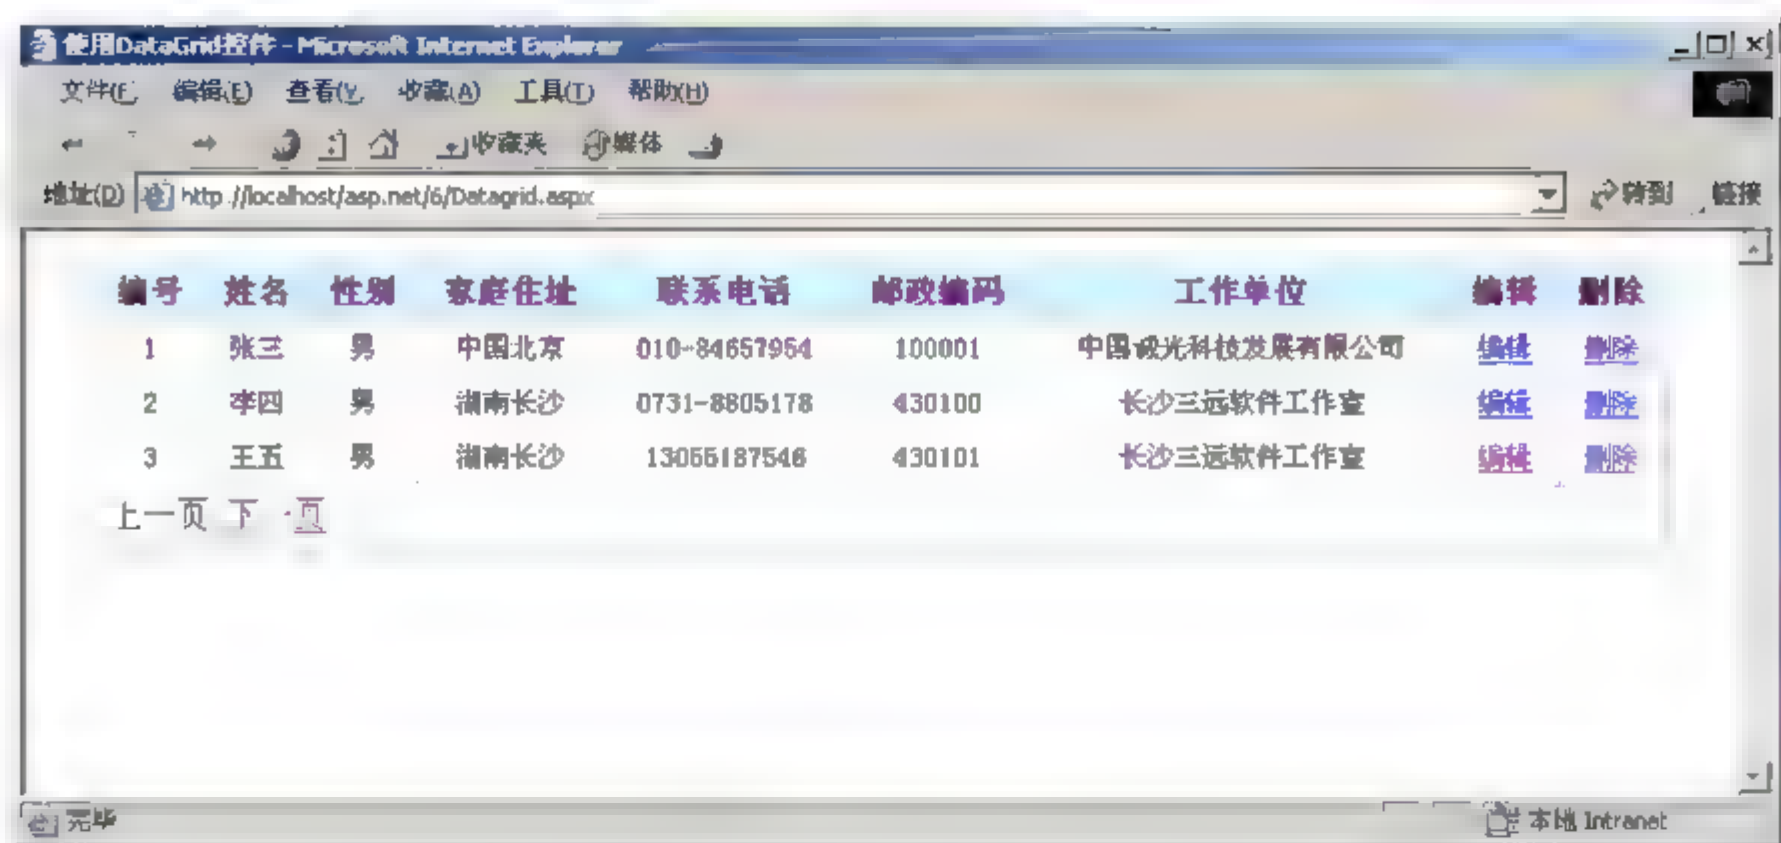 使用DataGrid控件 - Microsoft Internet Explorer
文件(F) 编辑(E) 查看(V) 收藏(A) 工具(T) 帮助(H)
收藏夹 媒体
地址(D) http://localhost/asp.net/6/Datagrid.aspx 转到 链接
编号 姓名 性别 家庭住址 联系电话 邮政编码 工作单位 编辑 删除
1 张三 男 中国北京 010-84657954 100001 中国诚光科技发展有限公司 编辑 删除
2 李四 男 湖南长沙 0731-8805178 430100 长沙三远软件工作室 编辑 删除
3 王五 男 湖南长沙 13055187546 430101 长沙三远软件工作室 编辑 删除
上一页 下一页
完毕 本地 Intranet